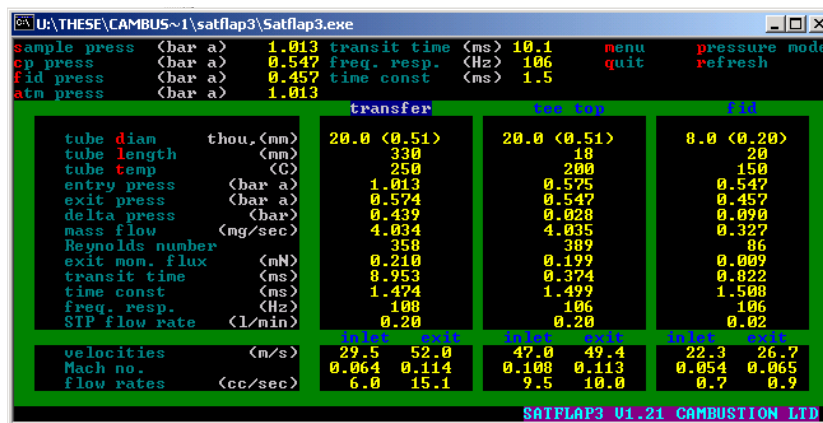 U:\THESE\CAMBUS~1\satflap3\Satflap3.exe
sample press (bar a) 1.013 transit time (ms) 10.1 menu pressure mode
cp press (bar a) 0.547 freq. resp. (Hz) 106 quit refresh
fid press (bar a) 0.457 time const (ms) 1.5
atm press (bar a) 1.013
transfer tee top fid
tube diam thou,(mm) 20.0 (0.51) 20.0 (0.51) 8.0 (0.20)
tube length (mm) 330 18 20
tube temp (C) 250 200 150
entry press (bar a) 1.013 0.575 0.547
exit press (bar a) 0.574 0.547 0.457
delta press (bar) 0.439 0.028 0.090
mass flow (mg/sec) 4.034 4.035 0.327
Reynolds number 358 389 86
exit mom. flux (mN) 0.210 0.199 0.009
transit time (ms) 8.953 0.374 0.822
time const (ms) 1.474 1.499 1.508
freq. resp. (Hz) 108 106 106
STP flow rate (l/min) 0.20 0.20 0.02
inlet exit inlet exit inlet exit
velocities (m/s) 29.5 52.0 47.0 49.4 22.3 26.7
Mach no. 0.064 0.114 0.108 0.113 0.054 0.065
flow rates (cc/sec) 6.0 15.1 9.5 10.0 0.7 0.9
SATFLAP3 V1.21 CAMBUSTION LTD